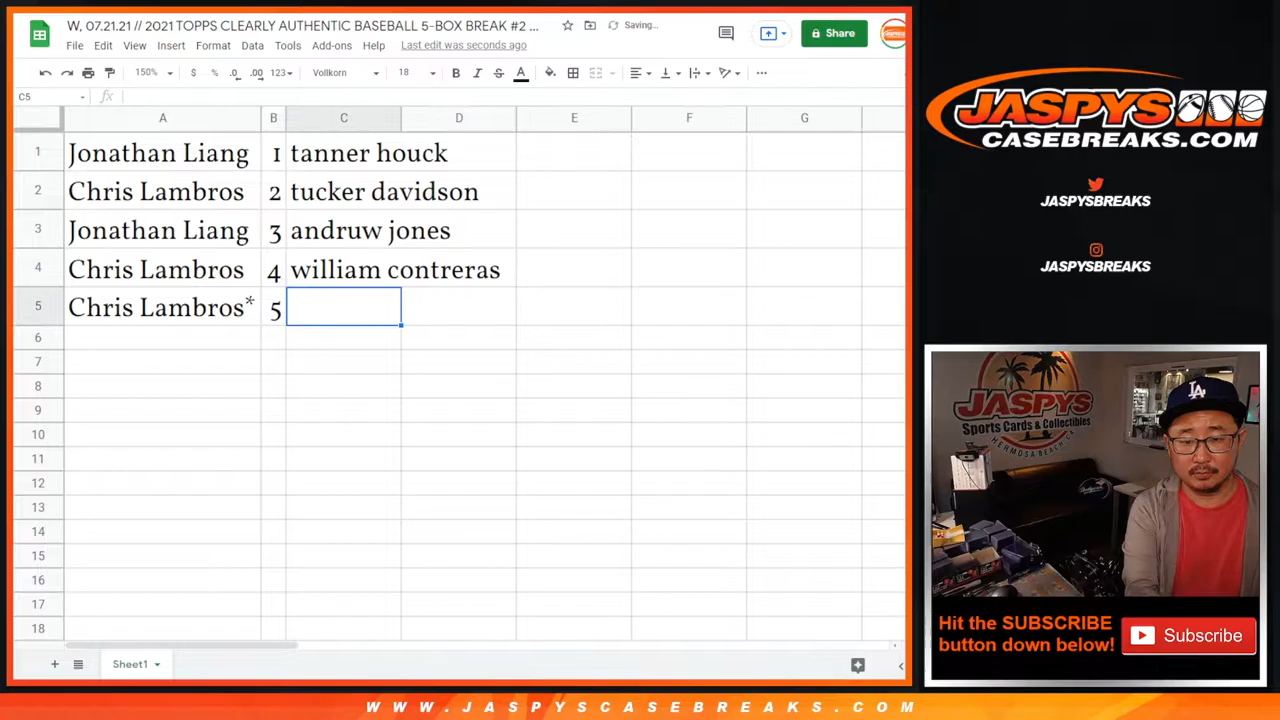 W, 07.21.21 // 2021 TOPPS CLEARLY AUTHENTIC BASEBALL 5-BOX BREAK #2 ...
Saving...
Share
File Edit View Insert Format Data Tools Add-ons Help Last edit was seconds ago
150% $ % .0 .00 123 Vollkorn 18 B I S A
C5 fx
A B C D E F G
1 Jonathan Liang 1 tanner houck
2 Chris Lambros 2 tucker davidson
3 Jonathan Liang 3 andruw jones
4 Chris Lambros 4 william contreras
5 Chris Lambros* 5
6
7
8
9
10
11
12
13
14
15
16
17
18
+ Sheet1
JASPYS
CASEBREAKS.COM
JASPYSBREAKS
JASPYSBREAKS
JASPYS
Sports Cards & Collectibles
HERMOSA BEACH, CA
LA
Hit the SUBSCRIBE
button down below!
Subscribe
WWW.JASPYSCASEBREAKS.COM